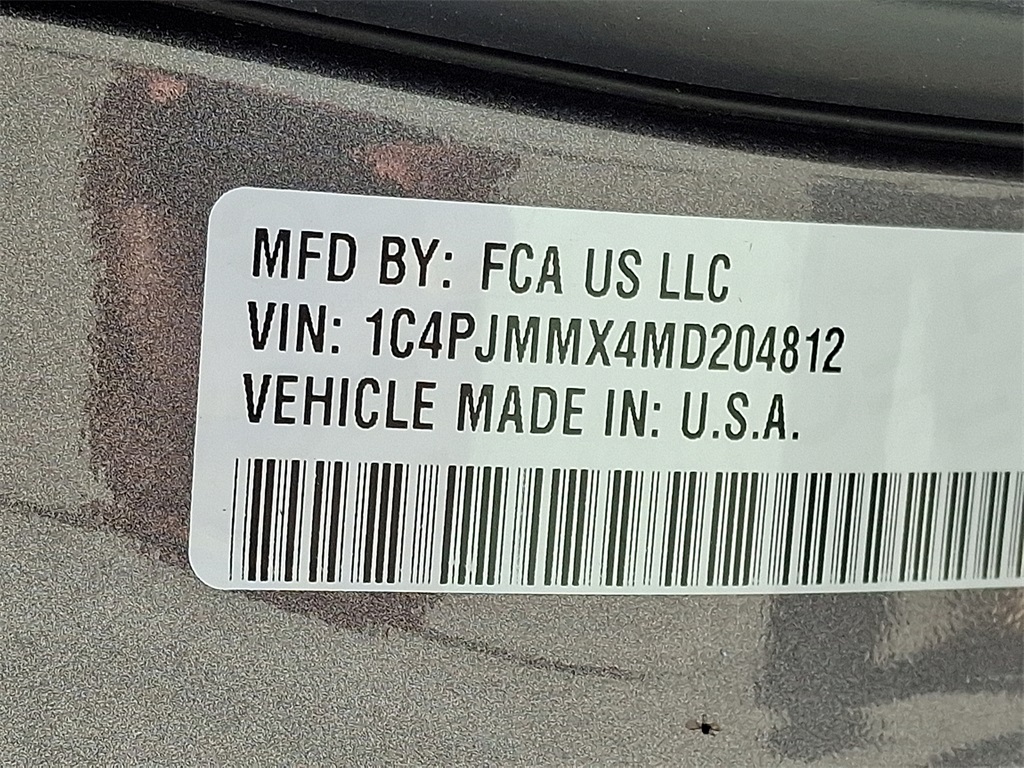 MFD BY: FCA US LLC
VIN: 1C4PJMMX4MD204812
VEHICLE MADE IN: U.S.A.